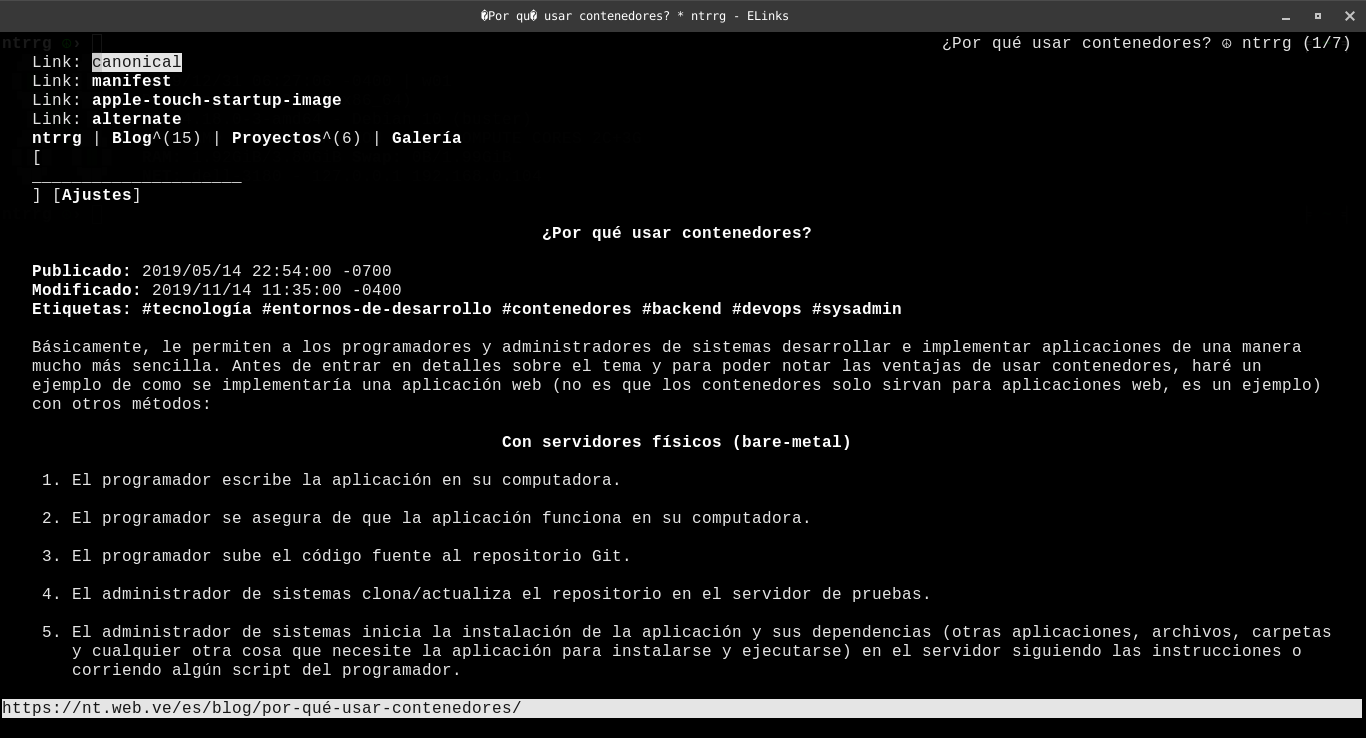 �Por qu� usar contenedores? * ntrrg - ELinks
ntrrg
¿Por qué usar contenedores? ☮ ntrrg (1/7)
Link: canonical
Link: manifest
Link: apple-touch-startup-image
Link: alternate
ntrrg | Blog^(15) | Proyectos^(6) | Galería
[
_____________________
] [Ajustes]
¿Por qué usar contenedores?
Publicado: 2019/05/14 22:54:00 -0700
Modificado: 2019/11/14 11:35:00 -0400
Etiquetas: #tecnología #entornos-de-desarrollo #contenedores #backend #devops #sysadmin
Básicamente, le permiten a los programadores y administradores de sistemas desarrollar e implementar aplicaciones de una manera
mucho más sencilla. Antes de entrar en detalles sobre el tema y para poder notar las ventajas de usar contenedores, haré un
ejemplo de como se implementaría una aplicación web (no es que los contenedores solo sirvan para aplicaciones web, es un ejemplo)
con otros métodos:
Con servidores físicos (bare-metal)
1. El programador escribe la aplicación en su computadora.
2. El programador se asegura de que la aplicación funciona en su computadora.
3. El programador sube el código fuente al repositorio Git.
4. El administrador de sistemas clona/actualiza el repositorio en el servidor de pruebas.
5. El administrador de sistemas inicia la instalación de la aplicación y sus dependencias (otras aplicaciones, archivos, carpetas
y cualquier otra cosa que necesite la aplicación para instalarse y ejecutarse) en el servidor siguiendo las instrucciones o
corriendo algún script del programador.
https://nt.web.ve/es/blog/por-qué-usar-contenedores/